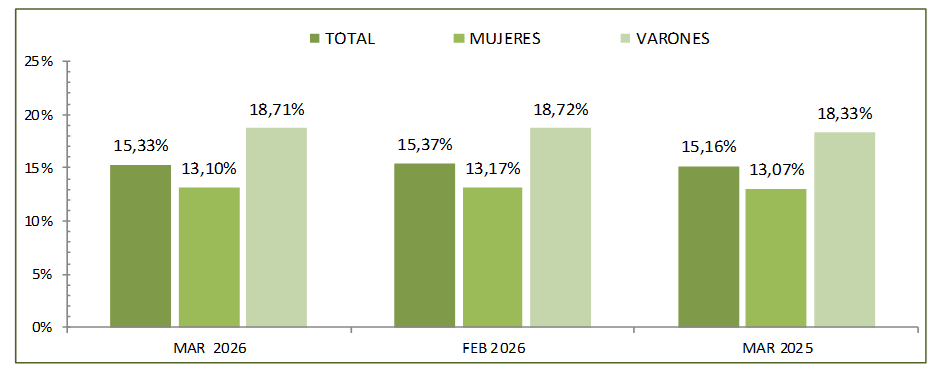 TOTAL MUJERES VARONES
25%
20%
15%
10%
5%
0%
15,33% 13,10% 18,71%
15,37% 13,17% 18,72%
15,16% 13,07% 18,33%
MAR 2026 FEB 2026 MAR 2025